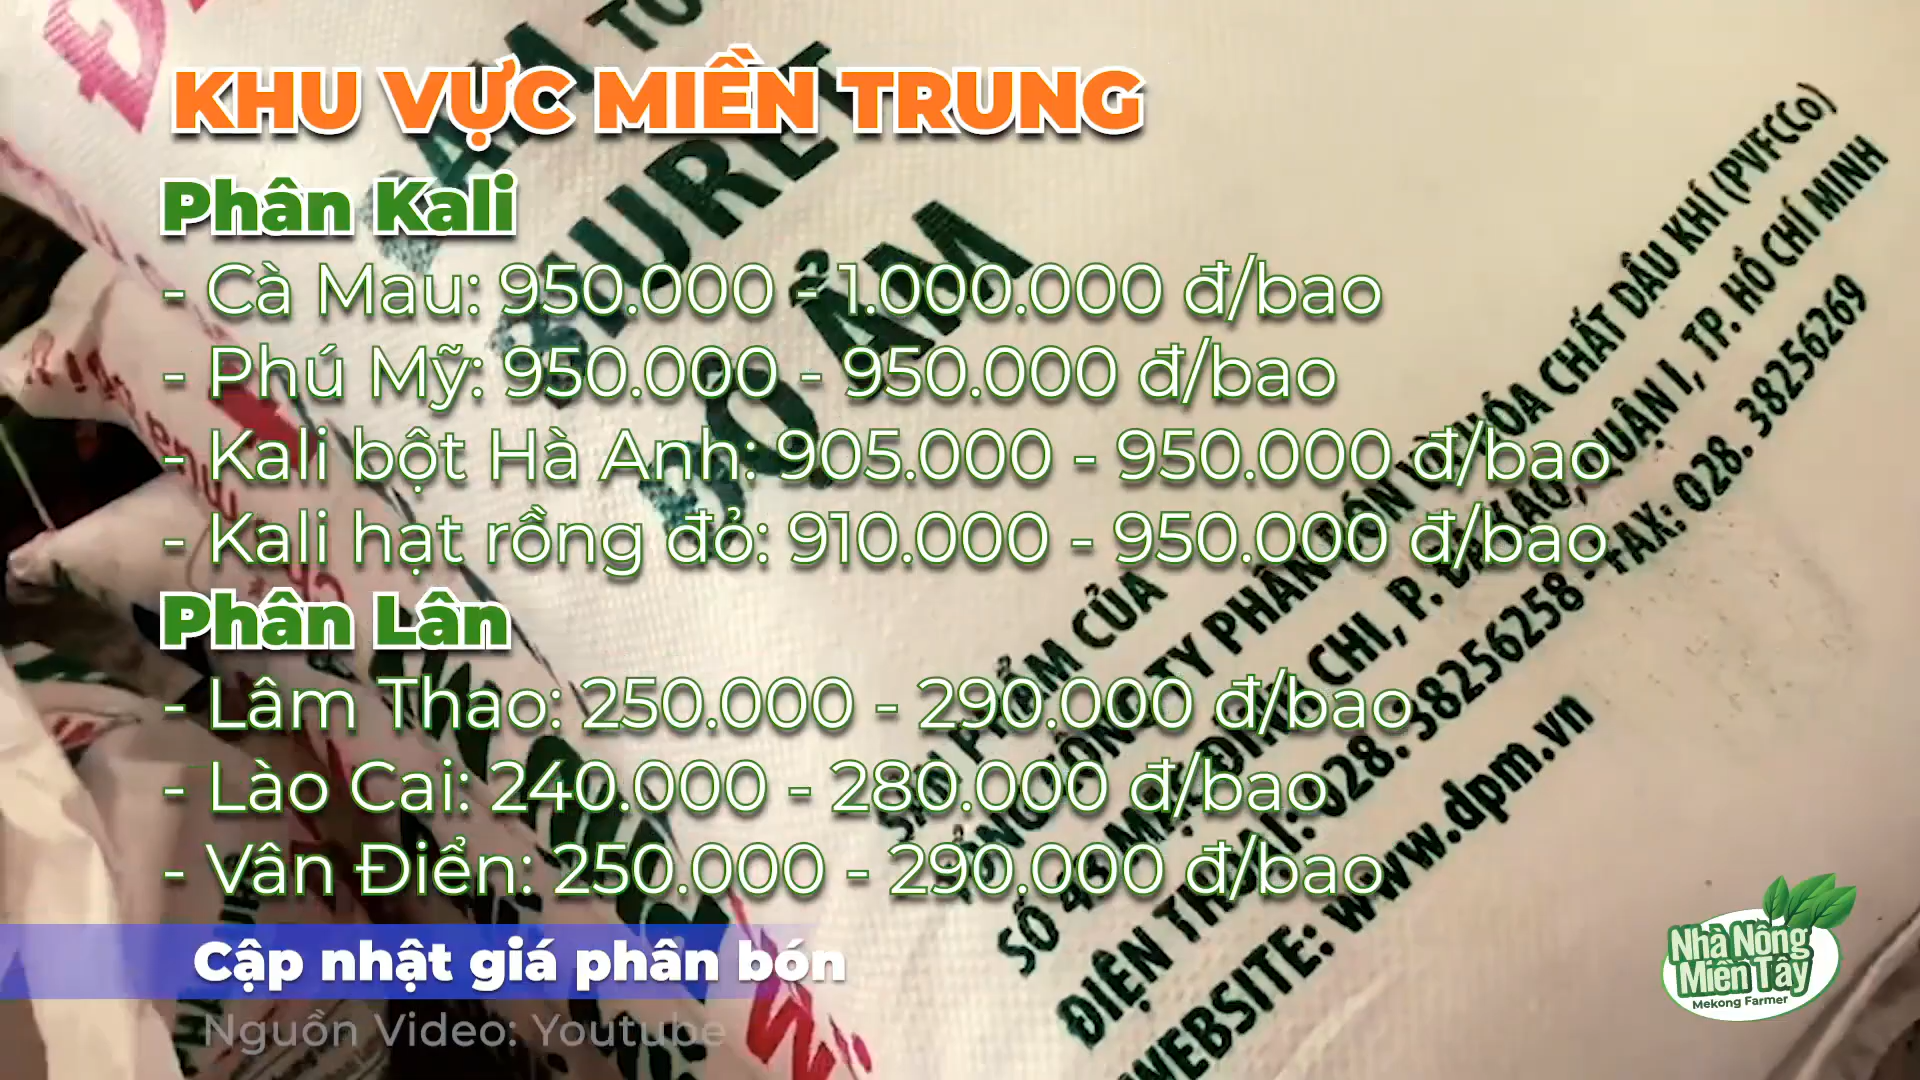 KHU VỰC MIỀN TRUNG
Phân Kali
- Cà Mau: 950.000 - 1.000.000 đ/bao
- Phú Mỹ: 950.000 - 950.000 đ/bao
- Kali bột Hà Anh: 905.000 - 950.000 đ/bao
- Kali hạt rồng đỏ: 910.000 - 950.000 đ/bao
Phân Lân
- Lâm Thao: 250.000 - 290.000 đ/bao
- Lào Cai: 240.000 - 280.000 đ/bao
- Vân Điển: 250.000 - 290.000 đ/bao
Cập nhật giá phân bón
Nguồn Video: Youtube
BIURET
ĐỘ ẨM
SẢN PHẨM CỦA
TỔNG CÔNG TY PHÂN BÓN VÀ HÓA CHẤT DẦU KHÍ (PVFCCo)
SỐ 43 MẠC ĐĨNH CHI, P. ĐA KAO, QUẬN I, TP. HỒ CHÍ MINH
ĐIỆN THOẠI: 028. 38256258 - FAX: 028. 38256269
WEBSITE: www.dpm.vn
Nhà Nông
Miền Tây
Mekong Farmer